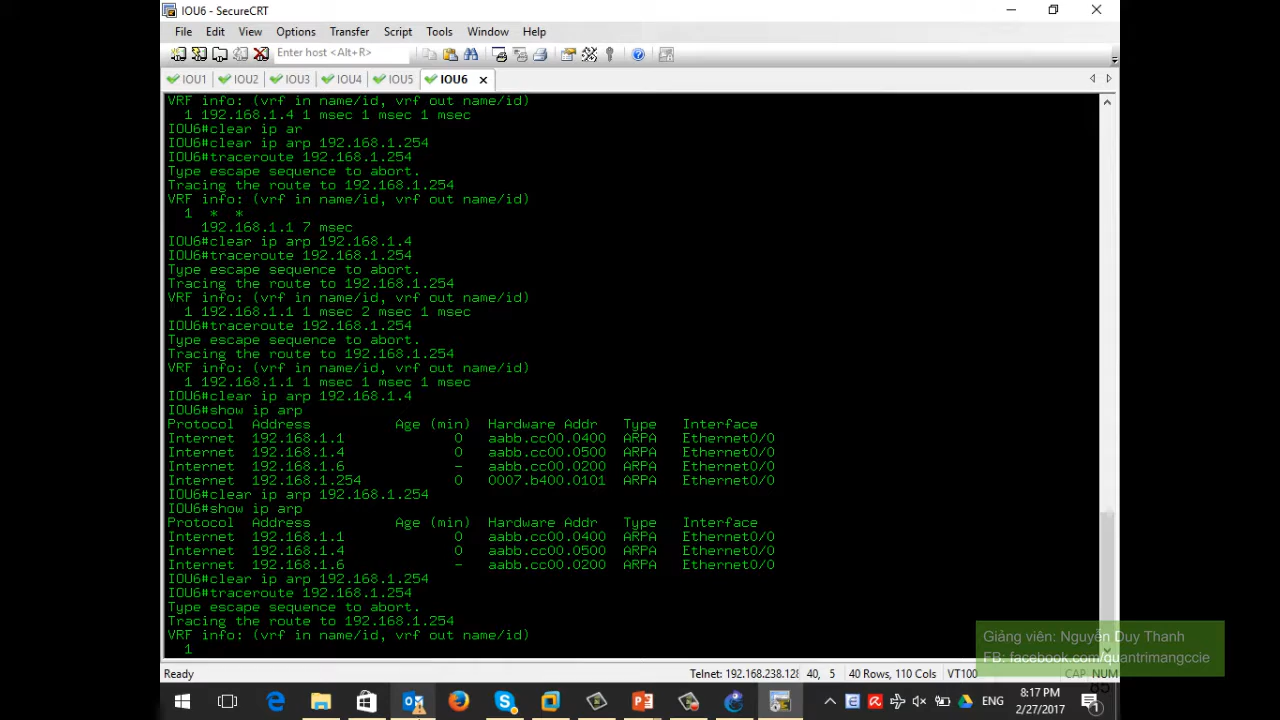 IOU6 - SecureCRT
File Edit View Options Transfer Script Tools Window Help
Enter host <Alt+R>
IOU1 IOU2 IOU3 IOU4 IOU5 IOU6
VRF info: (vrf in name/id, vrf out name/id)
1 192.168.1.4 1 msec 1 msec 1 msec
IOU6#clear ip ar
IOU6#clear ip arp 192.168.1.254
IOU6#traceroute 192.168.1.254
Type escape sequence to abort.
Tracing the route to 192.168.1.254
VRF info: (vrf in name/id, vrf out name/id)
1 * *
192.168.1.1 7 msec
IOU6#clear ip arp 192.168.1.4
IOU6#traceroute 192.168.1.254
Type escape sequence to abort.
Tracing the route to 192.168.1.254
VRF info: (vrf in name/id, vrf out name/id)
1 192.168.1.1 1 msec 2 msec 1 msec
IOU6#traceroute 192.168.1.254
Type escape sequence to abort.
Tracing the route to 192.168.1.254
VRF info: (vrf in name/id, vrf out name/id)
1 192.168.1.1 1 msec 1 msec 1 msec
IOU6#clear ip arp 192.168.1.4
IOU6#show ip arp
Protocol Address Age (min) Hardware Addr Type Interface
Internet 192.168.1.1 0 aabb.cc00.0400 ARPA Ethernet0/0
Internet 192.168.1.4 0 aabb.cc00.0500 ARPA Ethernet0/0
Internet 192.168.1.6 - aabb.cc00.0200 ARPA Ethernet0/0
Internet 192.168.1.254 0 0007.b400.0101 ARPA Ethernet0/0
IOU6#clear ip arp 192.168.1.254
IOU6#show ip arp
Protocol Address Age (min) Hardware Addr Type Interface
Internet 192.168.1.1 0 aabb.cc00.0400 ARPA Ethernet0/0
Internet 192.168.1.4 0 aabb.cc00.0500 ARPA Ethernet0/0
Internet 192.168.1.6 - aabb.cc00.0200 ARPA Ethernet0/0
IOU6#clear ip arp 192.168.1.254
IOU6#traceroute 192.168.1.254
Type escape sequence to abort.
Tracing the route to 192.168.1.254
VRF info: (vrf in name/id, vrf out name/id)
1
Giảng viên: Nguyễn Duy Thanh
FB: facebook.com/quantrimangccie
Ready Telnet: 192.168.238.128 40, 5 40 Rows, 110 Cols VT100 CAP NUM
ENG 8:17 PM
2/27/2017